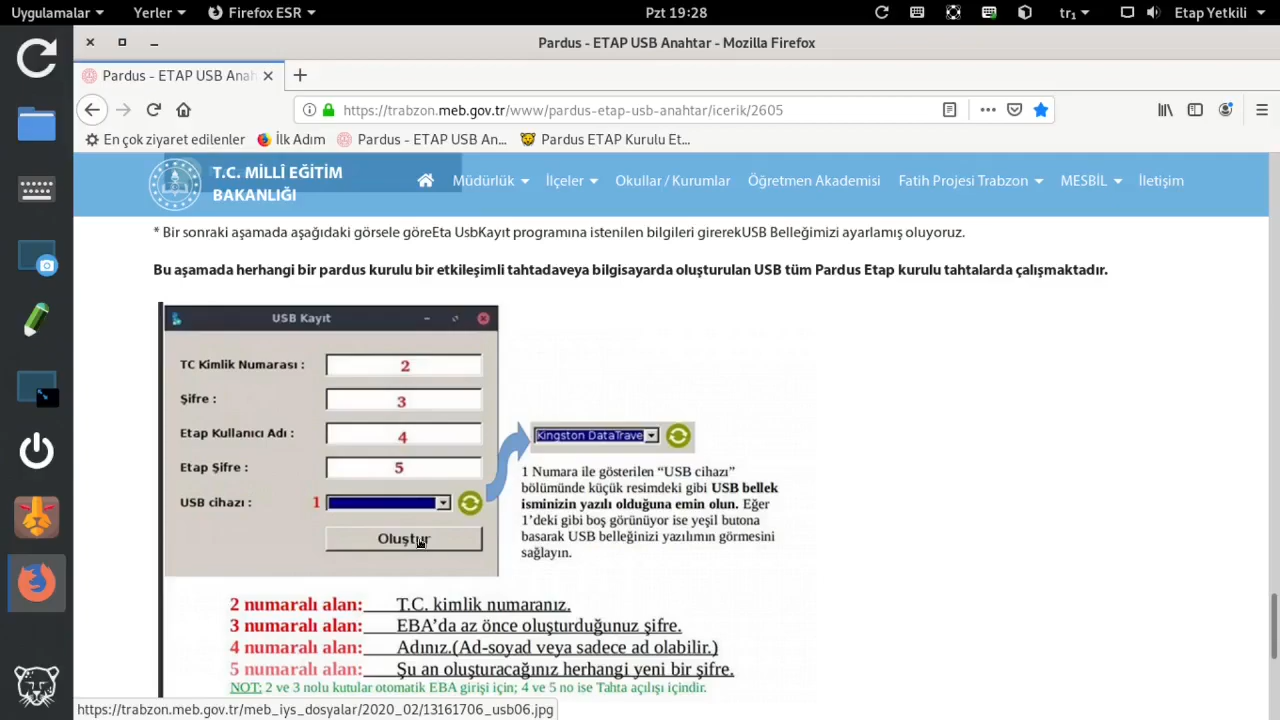 Uygulamalar Yerler Firefox ESR Pzt 19:28 tr₁ Etap Yetkili
Pardus - ETAP USB Anahtar - Mozilla Firefox
Pardus - ETAP USB Anah
https://trabzon.meb.gov.tr/www/pardus-etap-usb-anahtar/icerik/2605
En çok ziyaret edilenler İlk Adım Pardus - ETAP USB An… Pardus ETAP Kurulu Et…
T.C. MİLLÎ EĞİTİM
BAKANLIĞI
Müdürlük İlçeler Okullar / Kurumlar Öğretmen Akademisi Fatih Projesi Trabzon MESBİL İletişim
* Bir sonraki aşamada aşağıdaki görsele göreEta UsbKayıt programına istenilen bilgileri girerekUSB Belleğimizi ayarlamış oluyoruz.
Bu aşamada herhangi bir pardus kurulu bir etkileşimli tahtadaveya bilgisayarda oluşturulan USB tüm Pardus Etap kurulu tahtalarda çalışmaktadır.
USB Kayıt
TC Kimlik Numarası : 2
Şifre : 3
Etap Kullanıcı Adı : 4
Etap Şifre : 5
USB cihazı : 1
Oluştur
Kingston DataTrave
1 Numara ile gösterilen “USB cihazı”
bölümünde küçük resimdeki gibi USB bellek
isminizin yazılı olduğuna emin olun. Eğer
1’deki gibi boş görünüyor ise yeşil butona
basarak USB belleğinizi yazılımın görmesini
sağlayın.
2 numaralı alan: T.C. kimlik numaranız.
3 numaralı alan: EBA’da az önce oluşturduğunuz şifre.
4 numaralı alan: Adınız.(Ad-soyad veya sadece ad olabilir.)
5 numaralı alan: Şu an oluşturacağınız herhangi yeni bir şifre.
NOT: 2 ve 3 nolu kutular otomatik EBA girişi için; 4 ve 5 no ise Tahta açılışı içindir.
https://trabzon.meb.gov.tr/meb_iys_dosyalar/2020_02/13161706_usb06.jpg